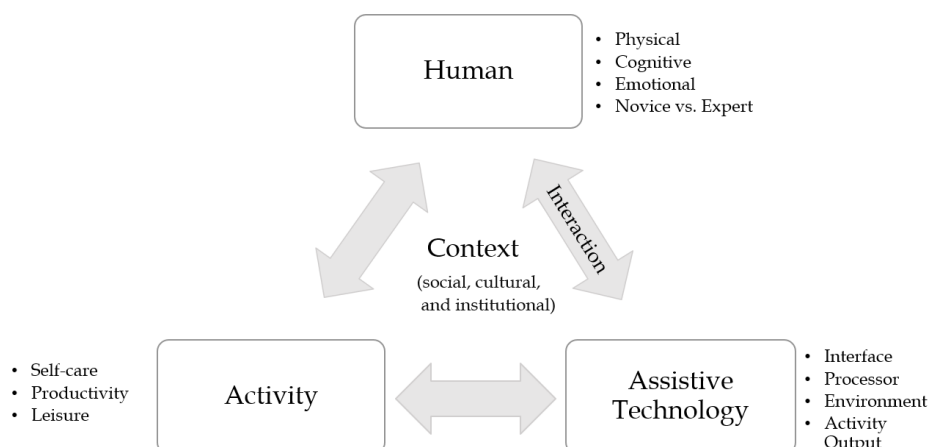 Human
• Physical
• Cognitive
• Emotional
• Novice vs. Expert
Interaction
Context
(social, cultural,
and institutional)
• Self-care
• Productivity
• Leisure
Activity
Assistive
Technology
• Interface
• Processor
• Environment
• Activity
Output